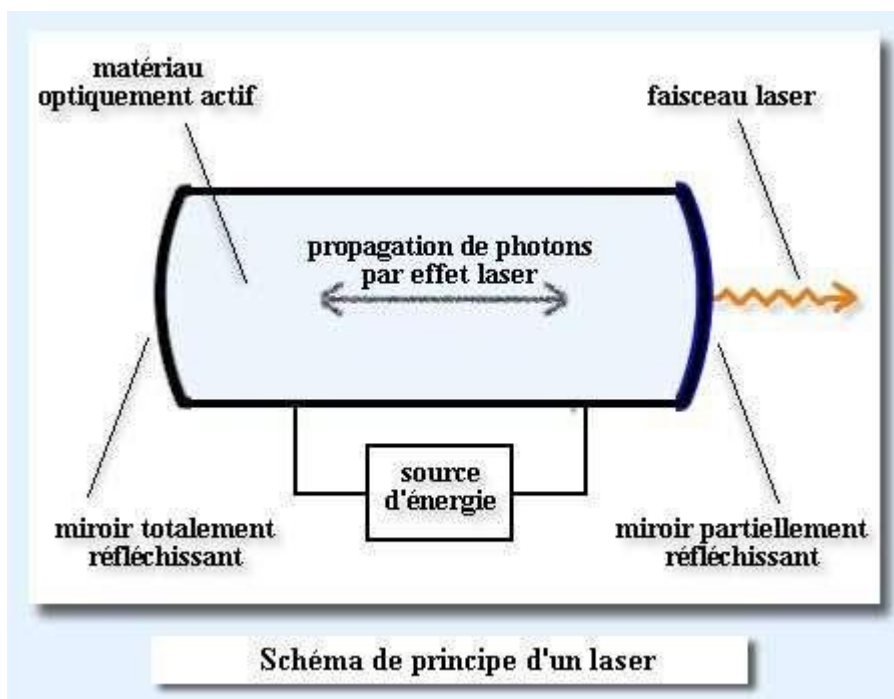 matériau
optiquement actif
faisceau laser
propagation de photons
par effet laser
source
d'énergie
miroir totalement
réfléchissant
miroir partiellement
réfléchissant
Schéma de principe d'un laser